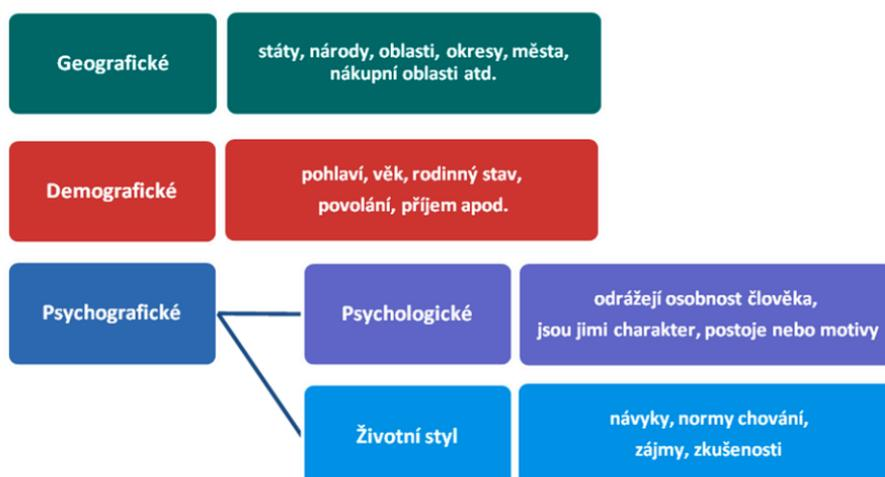 Geografické
státy, národy, oblasti, okresy, města,
nákupní oblasti atd.
Demografické
pohlaví, věk, rodinný stav,
povolání, příjem apod.
Psychografické
Psychologické
odrážejí osobnost člověka,
jsou jimi charakter, postoje nebo motivy
Životní styl
návyky, normy chování,
zájmy, zkušenosti